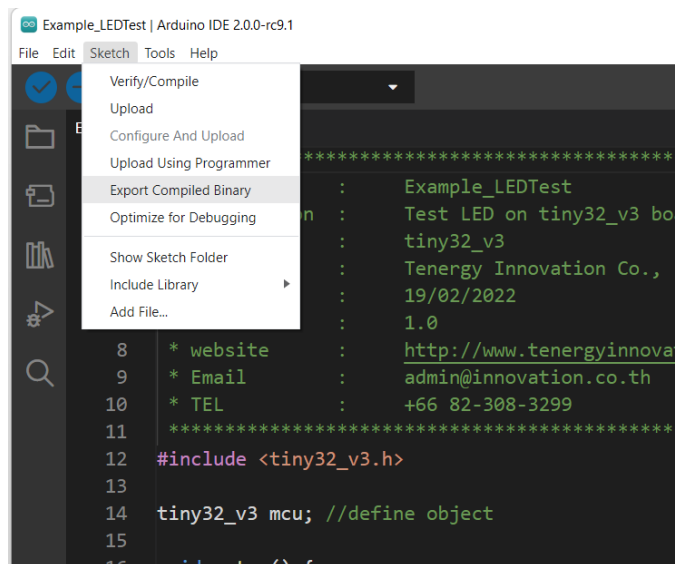 Example_LEDTest | Arduino IDE 2.0.0-rc9.1
File Edit Sketch Tools Help
Verify/Compile
Upload
Configure And Upload
Upload Using Programmer
Export Compiled Binary
Optimize for Debugging
Show Sketch Folder
Include Library
Add File...
*********************************
: Example_LEDTest
n : Test LED on tiny32_v3 bo
: tiny32_v3
: Tenergy Innovation Co.,
: 19/02/2022
: 1.0
8 * website : http://www.tenergyinnova
9 * Email : admin@innovation.co.th
10 * TEL : +66 82-308-3299
11 *********************************************
12 #include <tiny32_v3.h>
13
14 tiny32_v3 mcu; //define object
15